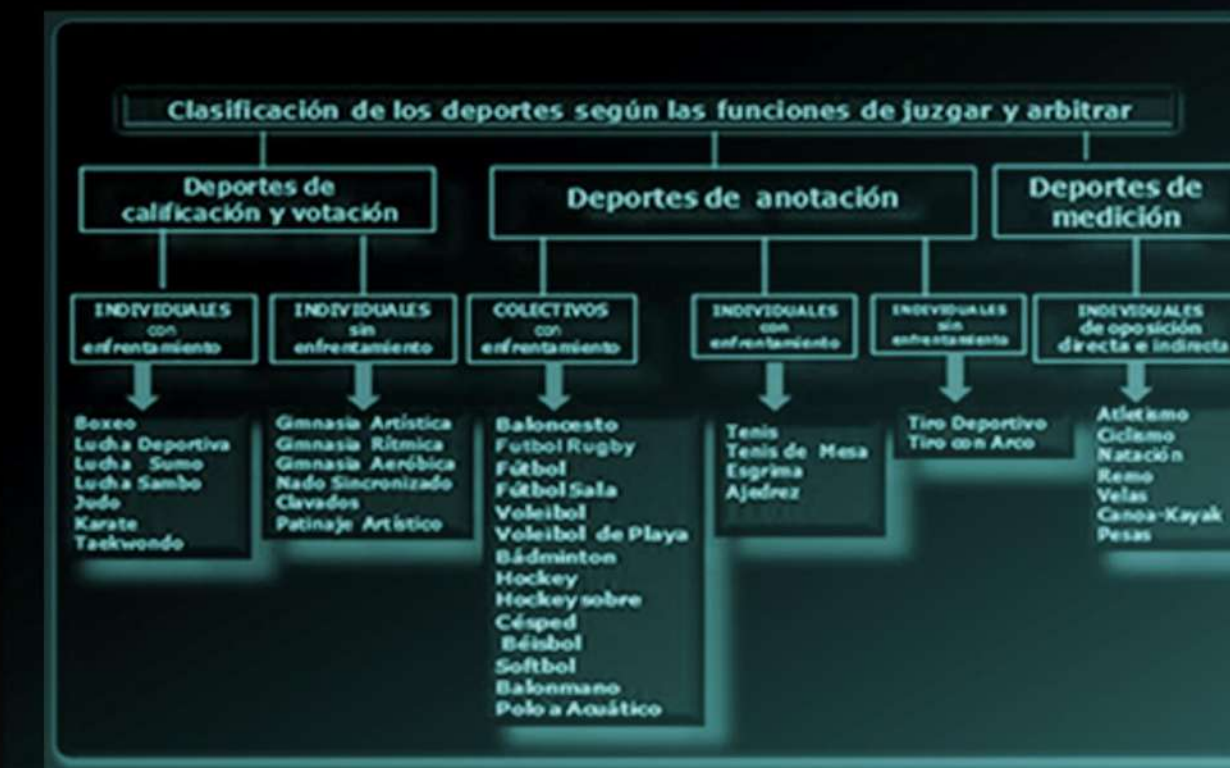 Clasificación de los deportes según las funciones de juzgar y arbitrar
Deportes de
calificación y votación
Deportes de anotación
Deportes de
medición
INDIVIDUALES
con
enfrentamiento
INDIVIDUALES
sin
enfrentamiento
COLECTIVOS
con
enfrentamiento
INDIVIDUALES
con
enfrentamiento
INDIVIDUALES
sin
enfrentamiento
INDIVIDUALES
de oposición
directa e indirecta
Boxeo
Lucha Deportiva
Lucha Sumo
Lucha Sambo
Judo
Karate
Taekwondo
Gimnasia Artística
Gimnasia Rítmica
Gimnasia Aeróbica
Nado Sincronizado
Clavados
Patinaje Artístico
Baloncesto
Futbol Rugby
Fútbol
Fútbol Sala
Voleibol
Voleibol de Playa
Bádminton
Hockey
Hockey sobre
Césped
Béisbol
Softbol
Balonmano
Polo a Acuático
Tenis
Tenis de Mesa
Esgrima
Ajedrez
Tiro Deportivo
Tiro con Arco
Atletismo
Ciclismo
Natación
Remo
Velas
Canoa-Kayak
Pesas